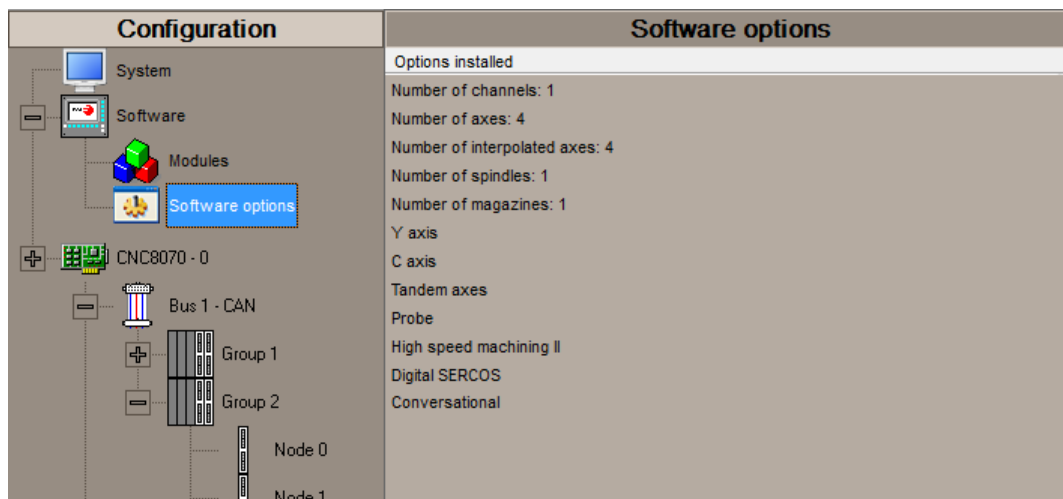 Configuration
System
Software
Modules
Software options
CNC8070 - 0
Bus 1 - CAN
Group 1
Group 2
Node 0
Node 1
Software options
Options installed
Number of channels: 1
Number of axes: 4
Number of interpolated axes: 4
Number of spindles: 1
Number of magazines: 1
Y axis
C axis
Tandem axes
Probe
High speed machining II
Digital SERCOS
Conversational